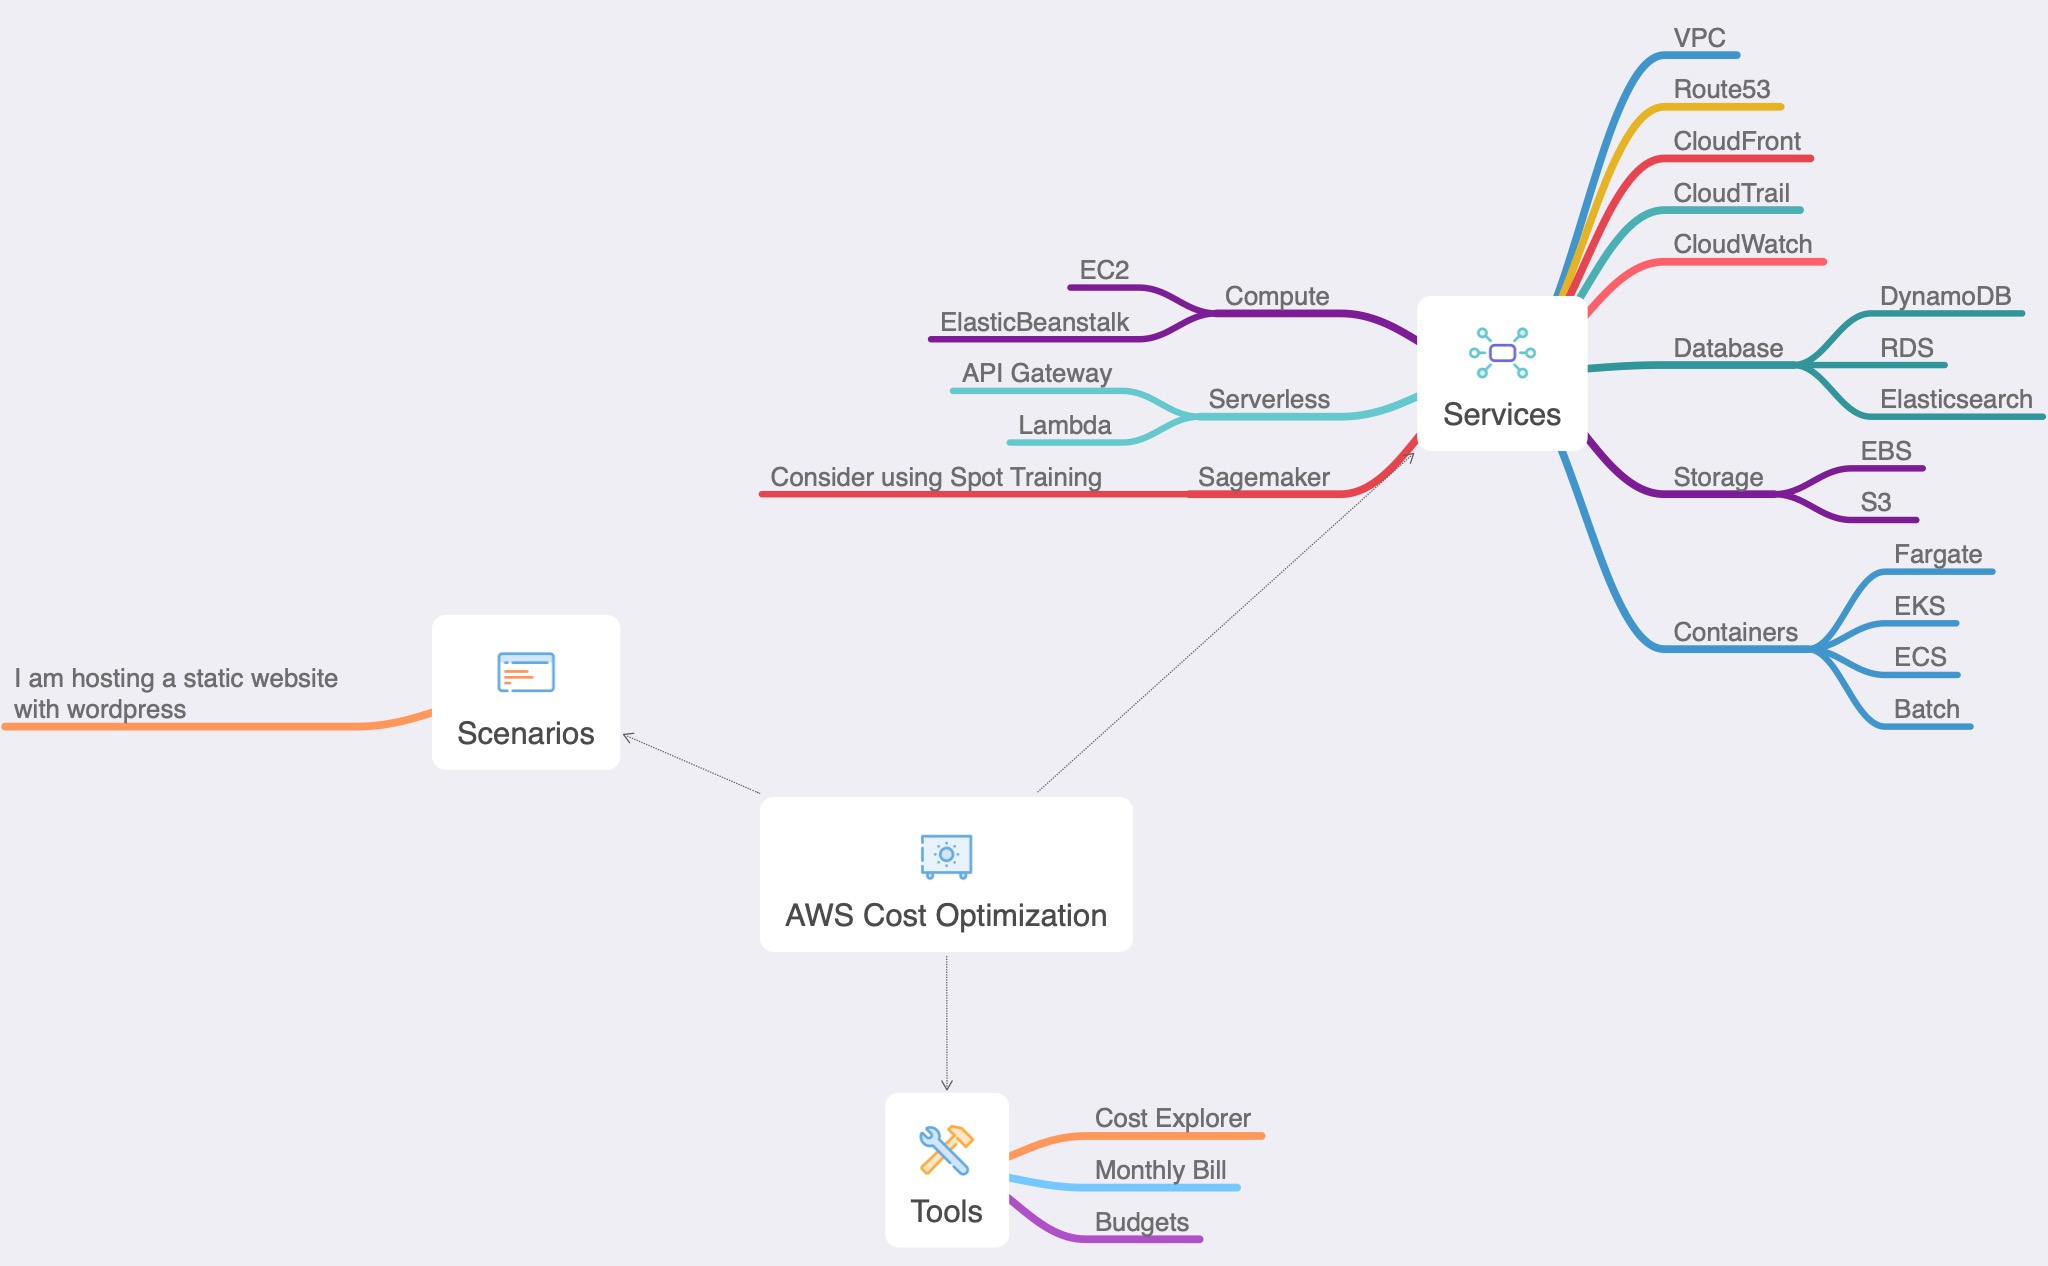 VPC
Route53
CloudFront
CloudTrail
CloudWatch
EC2
Compute
ElasticBeanstalk
API Gateway
Serverless
Lambda
Consider using Spot Training
Sagemaker
Services
Database
DynamoDB
RDS
Elasticsearch
Storage
EBS
S3
Containers
Fargate
EKS
ECS
Batch
I am hosting a static website
with wordpress
Scenarios
AWS Cost Optimization
Tools
Cost Explorer
Monthly Bill
Budgets